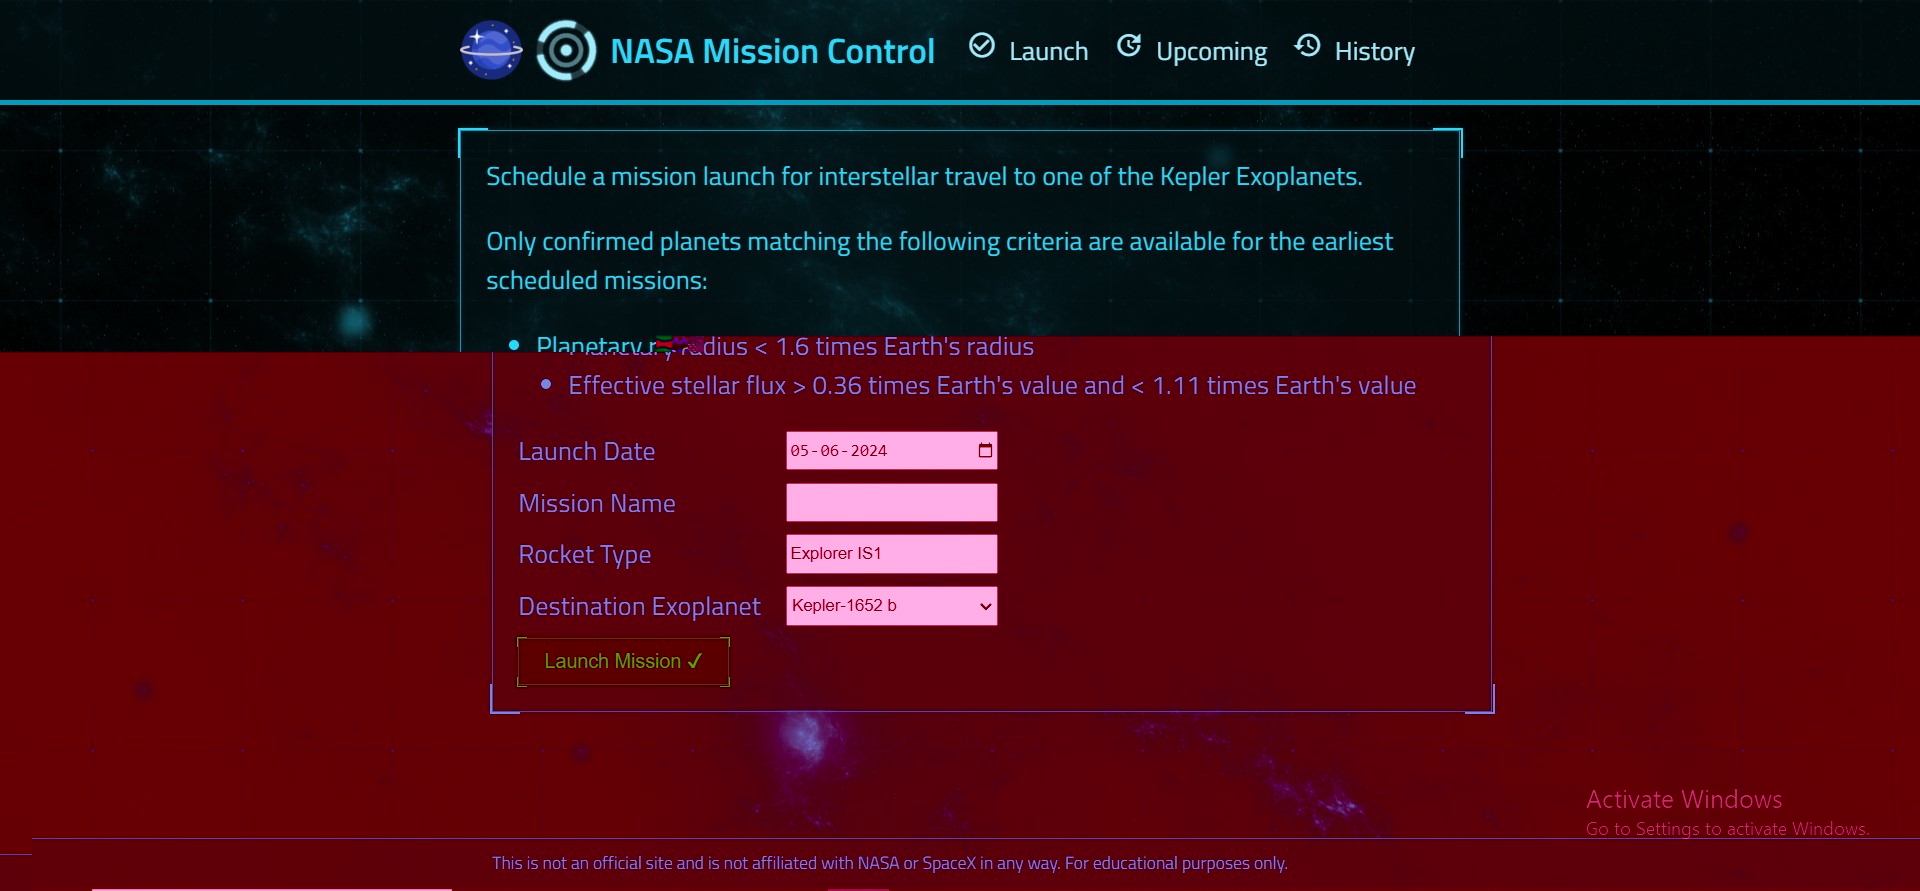 NASA Mission Control Launch Upcoming History
Schedule a mission launch for interstellar travel to one of the Kepler Exoplanets.
Only confirmed planets matching the following criteria are available for the earliest
scheduled missions:
Planetary radius < 1.6 times Earth's radius
Effective stellar flux > 0.36 times Earth's value and < 1.11 times Earth's value
Launch Date 05-06-2024
Mission Name
Rocket Type Explorer IS1
Destination Exoplanet Kepler-1652 b
Launch Mission ✓
Activate Windows
Go to Settings to activate Windows.
This is not an official site and is not affiliated with NASA or SpaceX in any way. For educational purposes only.